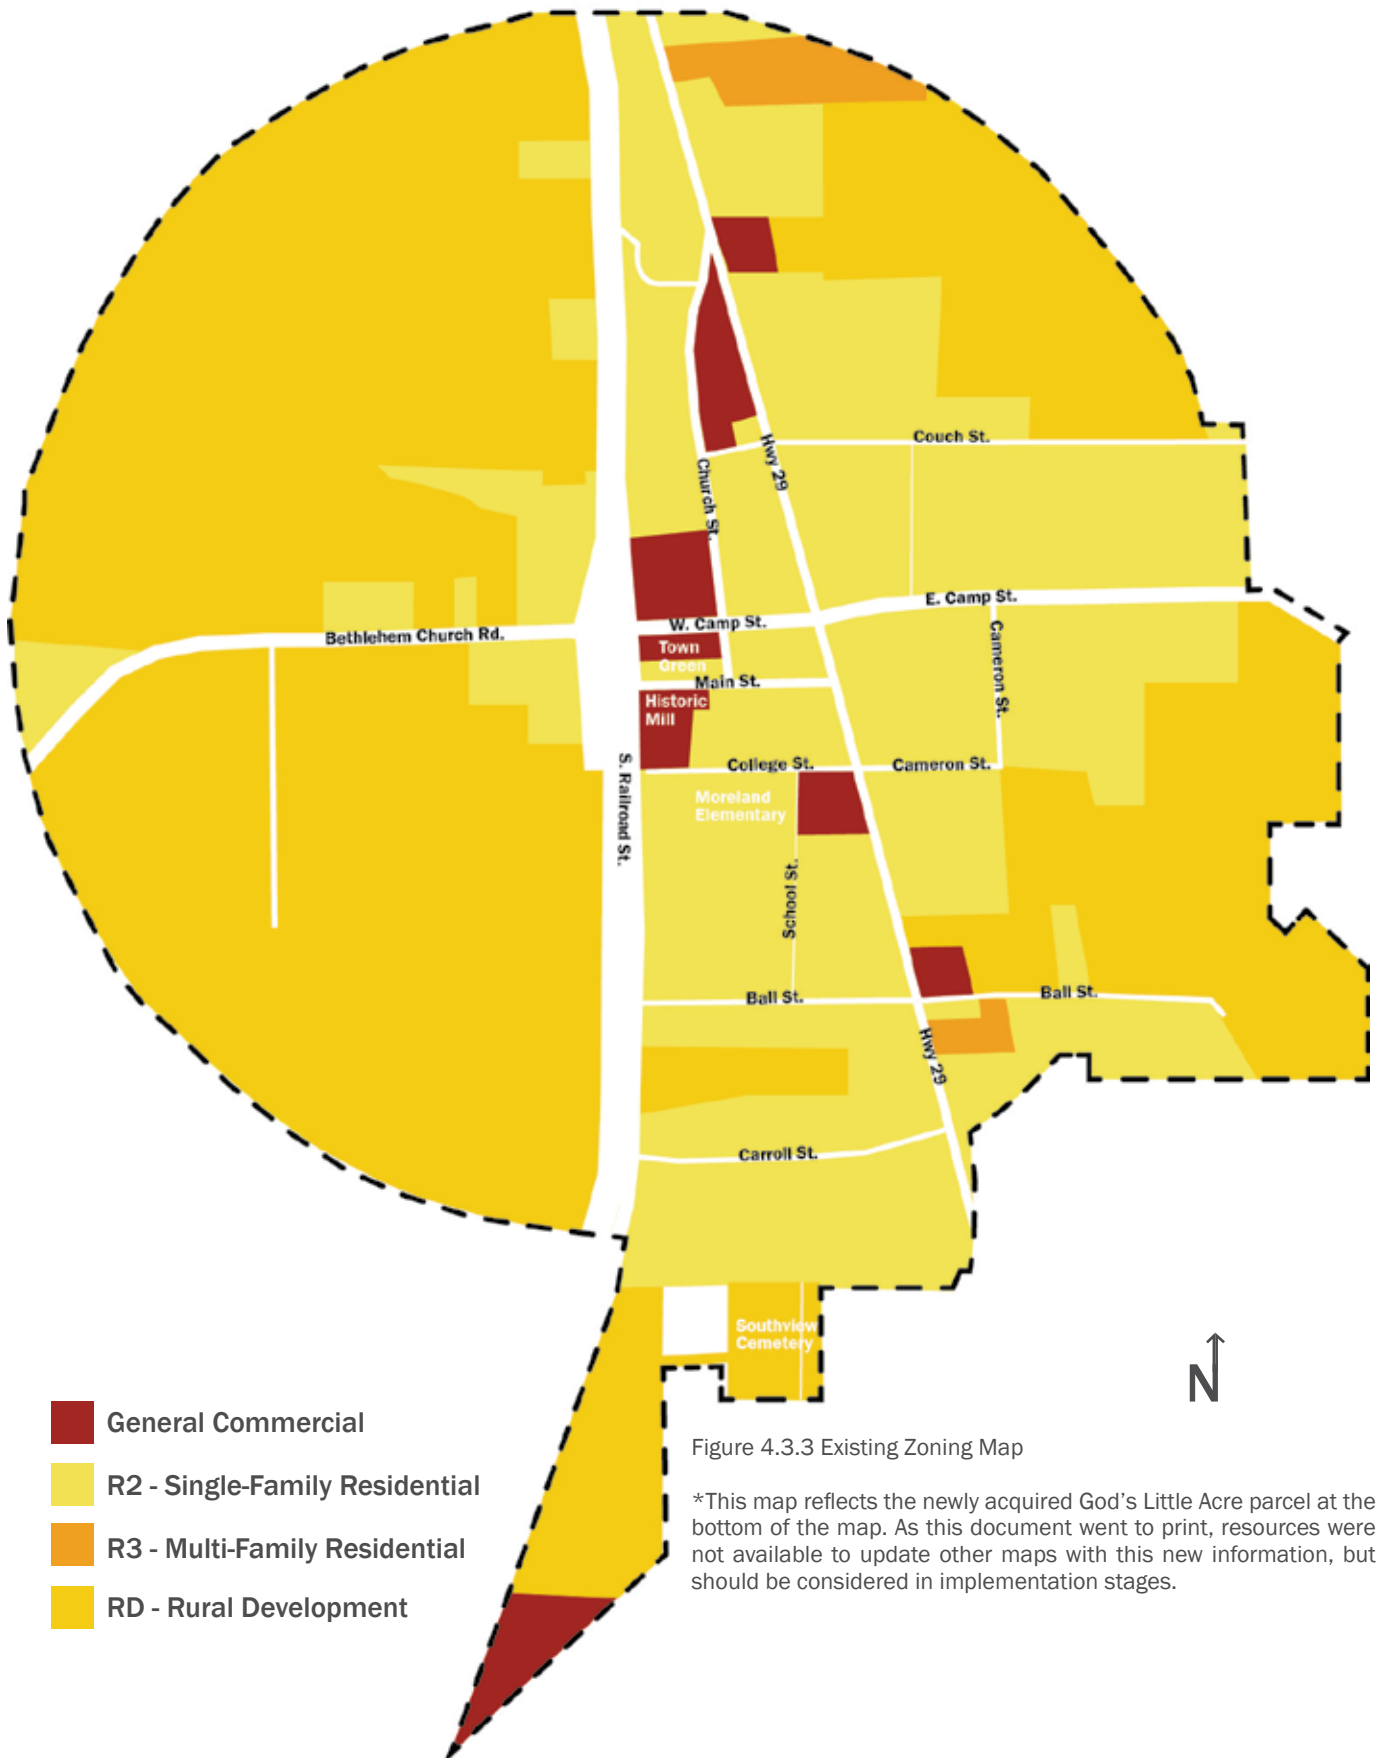 Couch St.
Hwy 29
Church St.
E. Camp St.
W. Camp St.
Bethlehem Church Rd.
Town
Green
Cameron St.
Main St.
Historic
Mill
S. Railroad St.
College St.
Cameron St.
Moreland
Elementary
School St.
Ball St.
Ball St.
Hwy 29
Carroll St.
Southview
Cemetery
N
General Commercial
R2 - Single-Family Residential
R3 - Multi-Family Residential
RD - Rural Development
Figure 4.3.3 Existing Zoning Map
*This map reflects the newly acquired God's Little Acre parcel at the
bottom of the map. As this document went to print, resources were
not available to update other maps with this new information, but
should be considered in implementation stages.